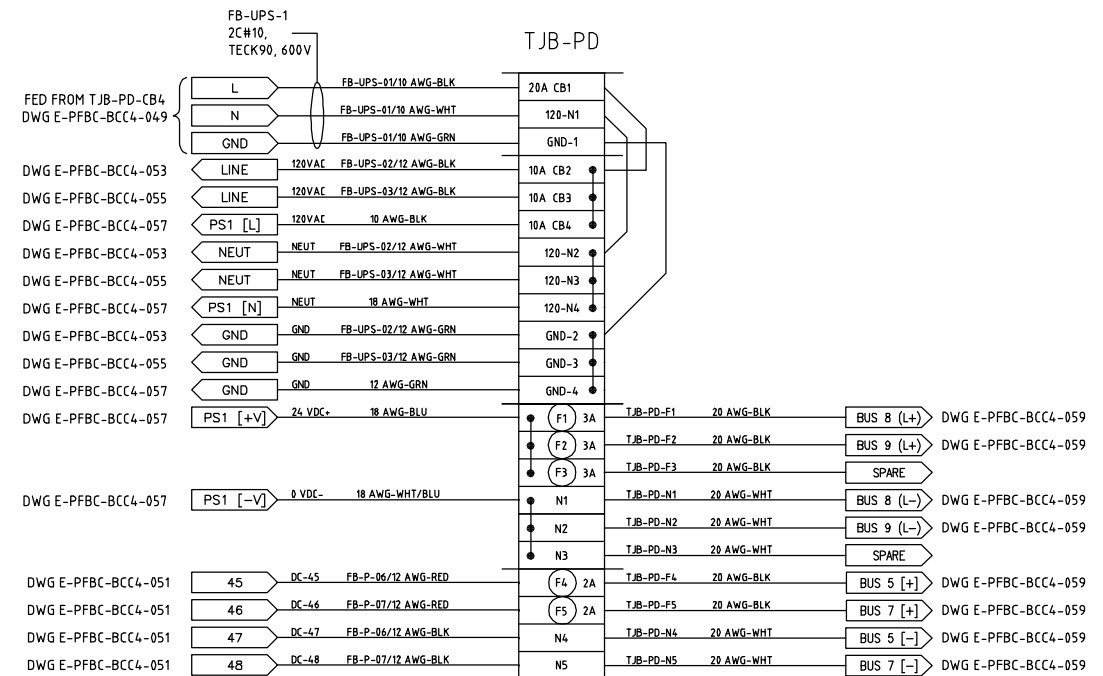 FB-UPS-1
2C#10,
TECK90, 600V
TJB-PD
FED FROM TJB-PD-CB4
DWG E-PFBC-BCC4-049
L FB-UPS-01/10 AWG-BLK 20A CB1
N FB-UPS-01/10 AWG-WHT 120-N1
GND FB-UPS-01/10 AWG-GRN GND-1
DWG E-PFBC-BCC4-053 LINE 120VAC FB-UPS-02/12 AWG-BLK 10A CB2
DWG E-PFBC-BCC4-055 LINE 120VAC FB-UPS-03/12 AWG-BLK 10A CB3
DWG E-PFBC-BCC4-057 PS1 [L] 120VAC 10 AWG-BLK 10A CB4
DWG E-PFBC-BCC4-053 NEUT NEUT FB-UPS-02/12 AWG-WHT 120-N2
DWG E-PFBC-BCC4-055 NEUT NEUT FB-UPS-03/12 AWG-WHT 120-N3
DWG E-PFBC-BCC4-057 PS1 [N] NEUT 18 AWG-WHT 120-N4
DWG E-PFBC-BCC4-053 GND GND FB-UPS-02/12 AWG-GRN GND-2
DWG E-PFBC-BCC4-055 GND GND FB-UPS-03/12 AWG-GRN GND-3
DWG E-PFBC-BCC4-057 GND GND 12 AWG-GRN GND-4
DWG E-PFBC-BCC4-057 PS1 [+V] 24 VDC+ 18 AWG-BLU F1 3A TJB-PD-F1 20 AWG-BLK BUS 8 (L+) DWG E-PFBC-BCC4-059
F2 3A TJB-PD-F2 20 AWG-BLK BUS 9 (L+) DWG E-PFBC-BCC4-059
F3 3A TJB-PD-F3 20 AWG-BLK SPARE
DWG E-PFBC-BCC4-057 PS1 [-V] 0 VDC- 18 AWG-WHT/BLU N1 TJB-PD-N1 20 AWG-WHT BUS 8 (L-) DWG E-PFBC-BCC4-059
N2 TJB-PD-N2 20 AWG-WHT BUS 9 (L-) DWG E-PFBC-BCC4-059
N3 TJB-PD-N3 20 AWG-WHT SPARE
DWG E-PFBC-BCC4-051 45 DC-45 FB-P-06/12 AWG-RED F4 2A TJB-PD-F4 20 AWG-BLK BUS 5 [+] DWG E-PFBC-BCC4-059
DWG E-PFBC-BCC4-051 46 DC-46 FB-P-07/12 AWG-RED F5 2A TJB-PD-F5 20 AWG-BLK BUS 7 [+] DWG E-PFBC-BCC4-059
DWG E-PFBC-BCC4-051 47 DC-47 FB-P-06/12 AWG-BLK N4 TJB-PD-N4 20 AWG-WHT BUS 5 [-] DWG E-PFBC-BCC4-059
DWG E-PFBC-BCC4-051 48 DC-48 FB-P-07/12 AWG-BLK N5 TJB-PD-N5 20 AWG-WHT BUS 7 [-] DWG E-PFBC-BCC4-059